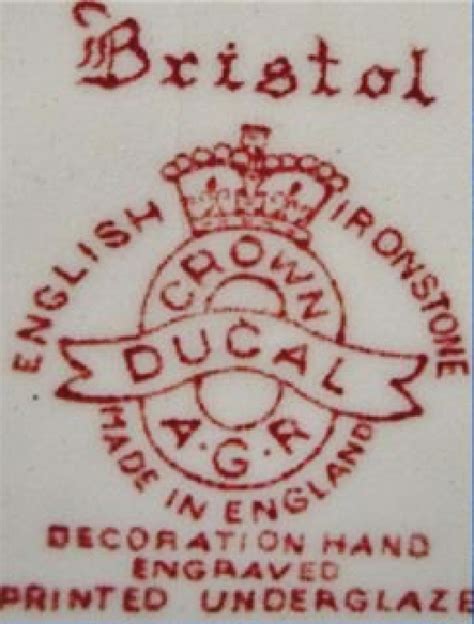 Bristol
ENGLISH IRONSTONE
CROWN
DUCAL
A·G·R
MADE IN ENGLAND
DECORATION HAND
ENGRAVED
PRINTED UNDERGLAZE